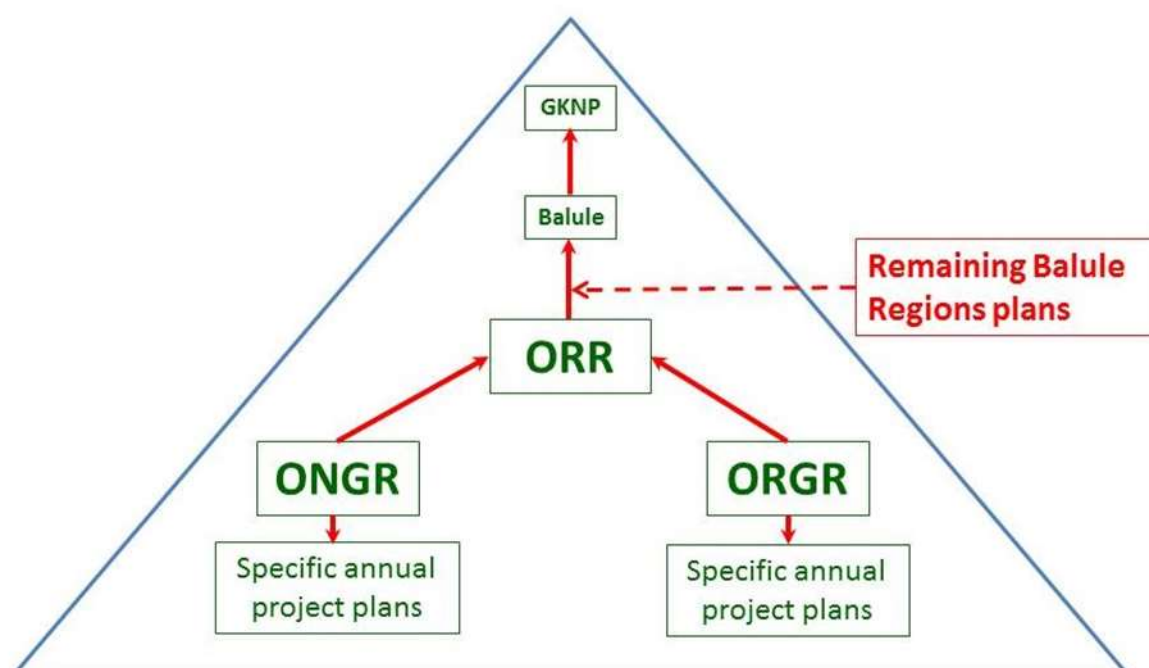 GKNP
Balule
Remaining Balule
Regions plans
ORR
ONGR
ORGR
Specific annual
project plans
Specific annual
project plans